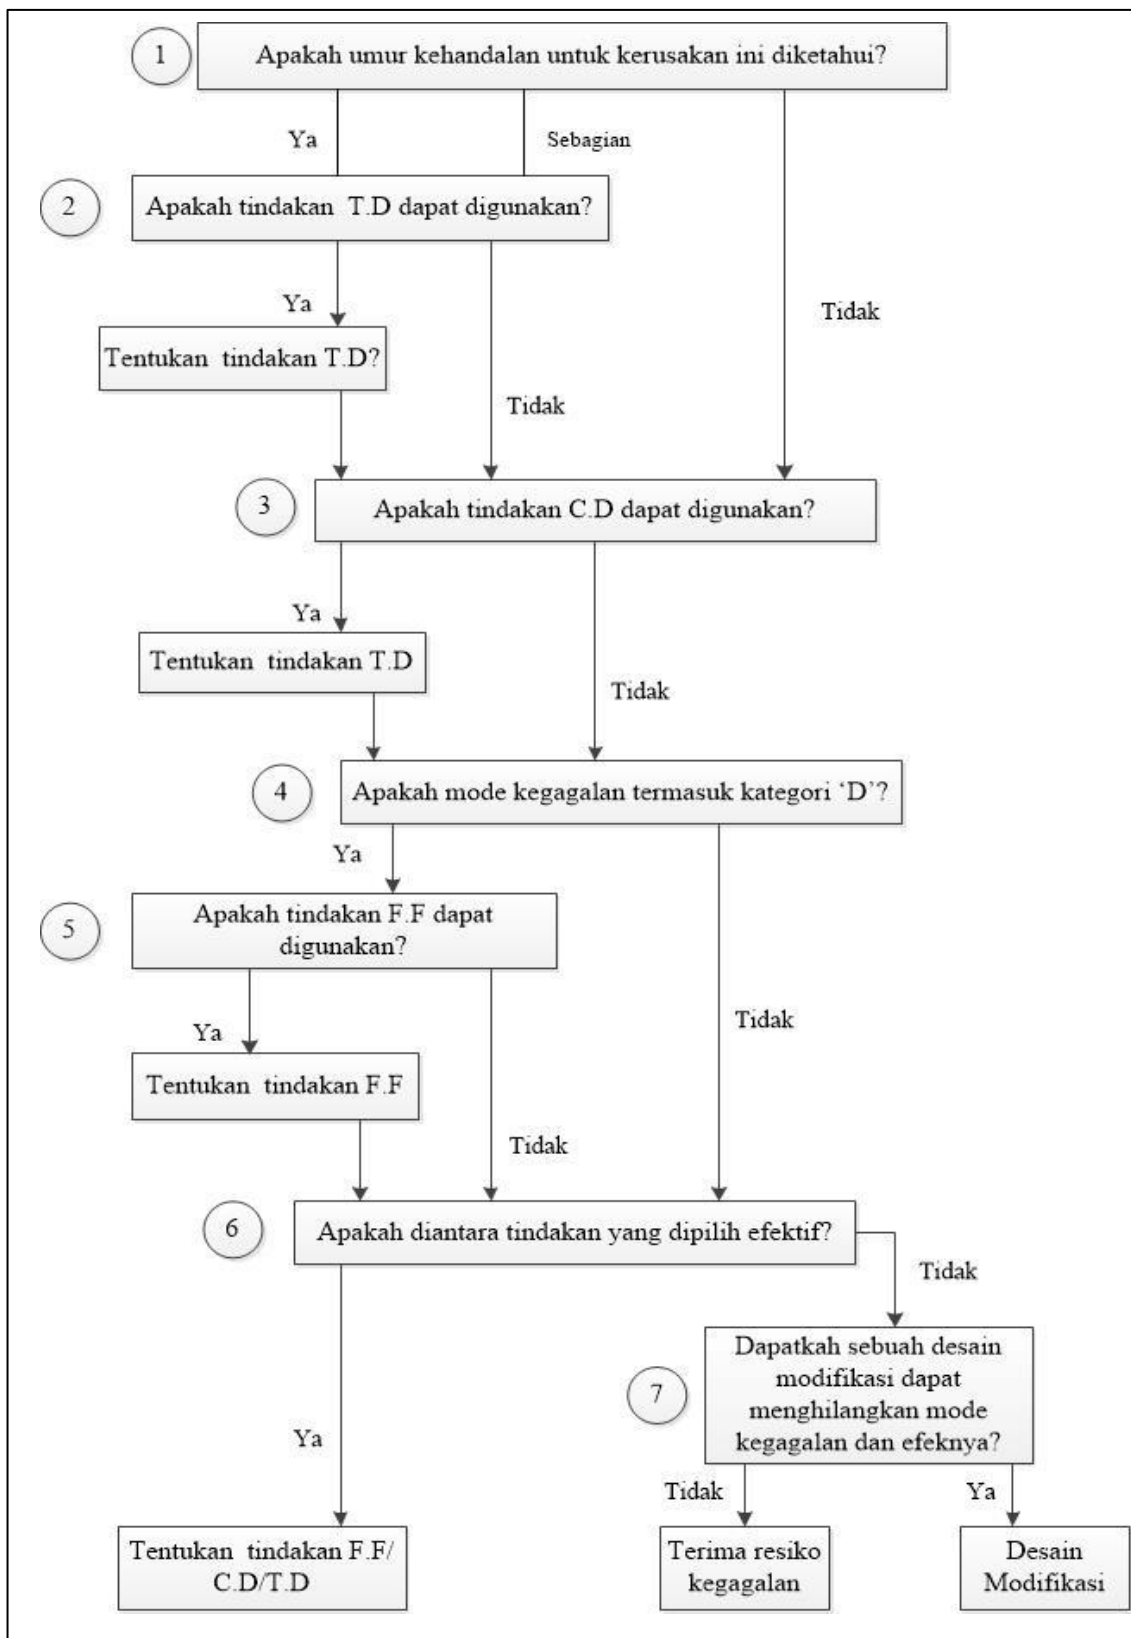 1
Apakah umur kehandalan untuk kerusakan ini diketahui?
Ya
Sebagian
2
Apakah tindakan T.D dapat digunakan?
Ya
Tidak
Tentukan tindakan T.D?
Tidak
3
Apakah tindakan C.D dapat digunakan?
Ya
Tentukan tindakan T.D
Tidak
4
Apakah mode kegagalan termasuk kategori ‘D’?
Ya
5
Apakah tindakan F.F dapat
digunakan?
Ya
Tidak
Tentukan tindakan F.F
Tidak
6
Apakah diantara tindakan yang dipilih efektif?
Tidak
7
Dapatkah sebuah desain
modifikasi dapat
menghilangkan mode
kegagalan dan efeknya?
Ya
Tidak
Ya
Tentukan tindakan F.F/
C.D/T.D
Terima resiko
kegagalan
Desain
Modifikasi